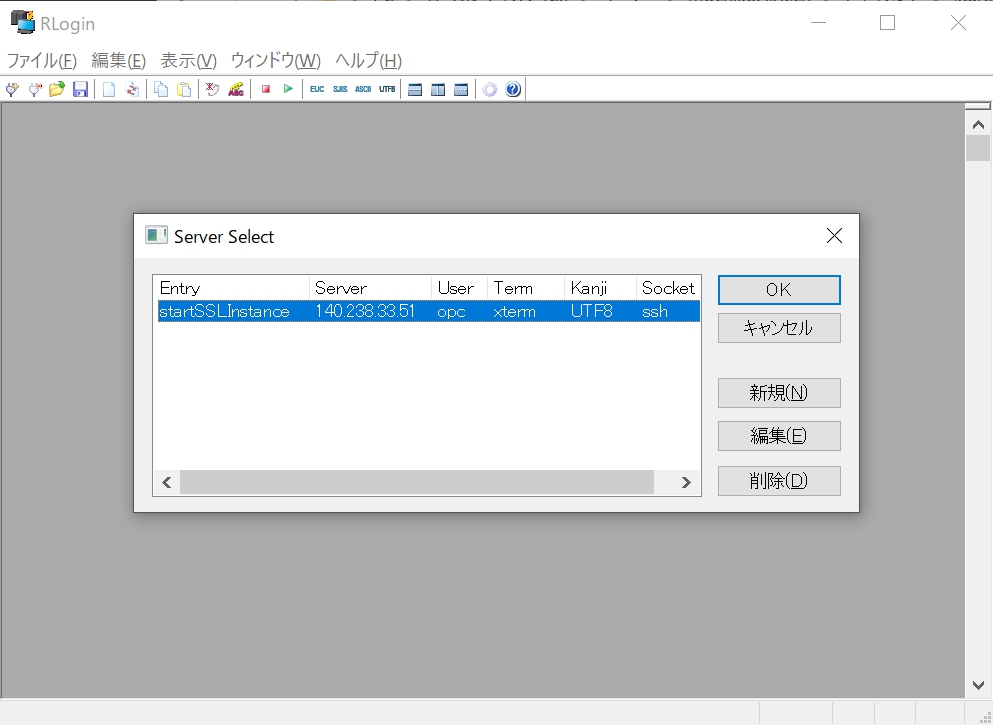 RLogin
ファイル(F) 編集(E) 表示(V) ウィンドウ(W) ヘルプ(H)
ABC EUC SJIS ASCII UTF8 ?
Server Select
Entry Server User Term Kanji Socket
startSSLInstance 140.238.33.51 opc xterm UTF8 ssh
OK
キャンセル
新規(N)
編集(E)
削除(D)